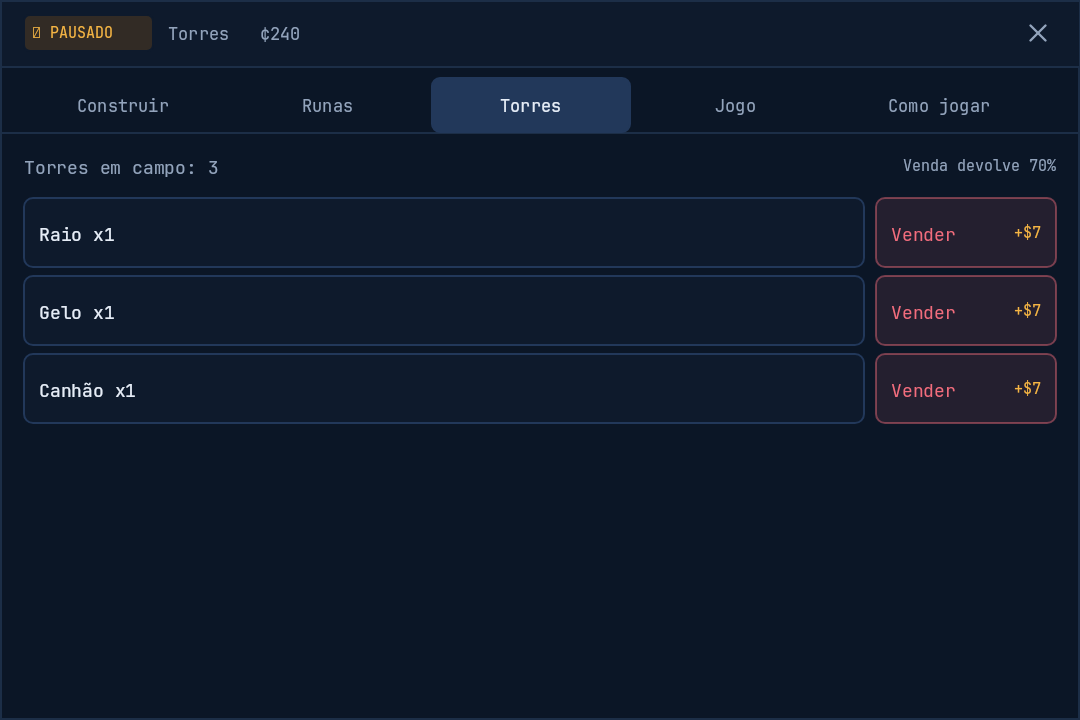 PAUSADO Torres ¢240
Construir Runas Torres Jogo Como jogar
Torres em campo: 3 Venda devolve 70%
Raio x1 Vender +$7
Gelo x1 Vender +$7
Canhão x1 Vender +$7